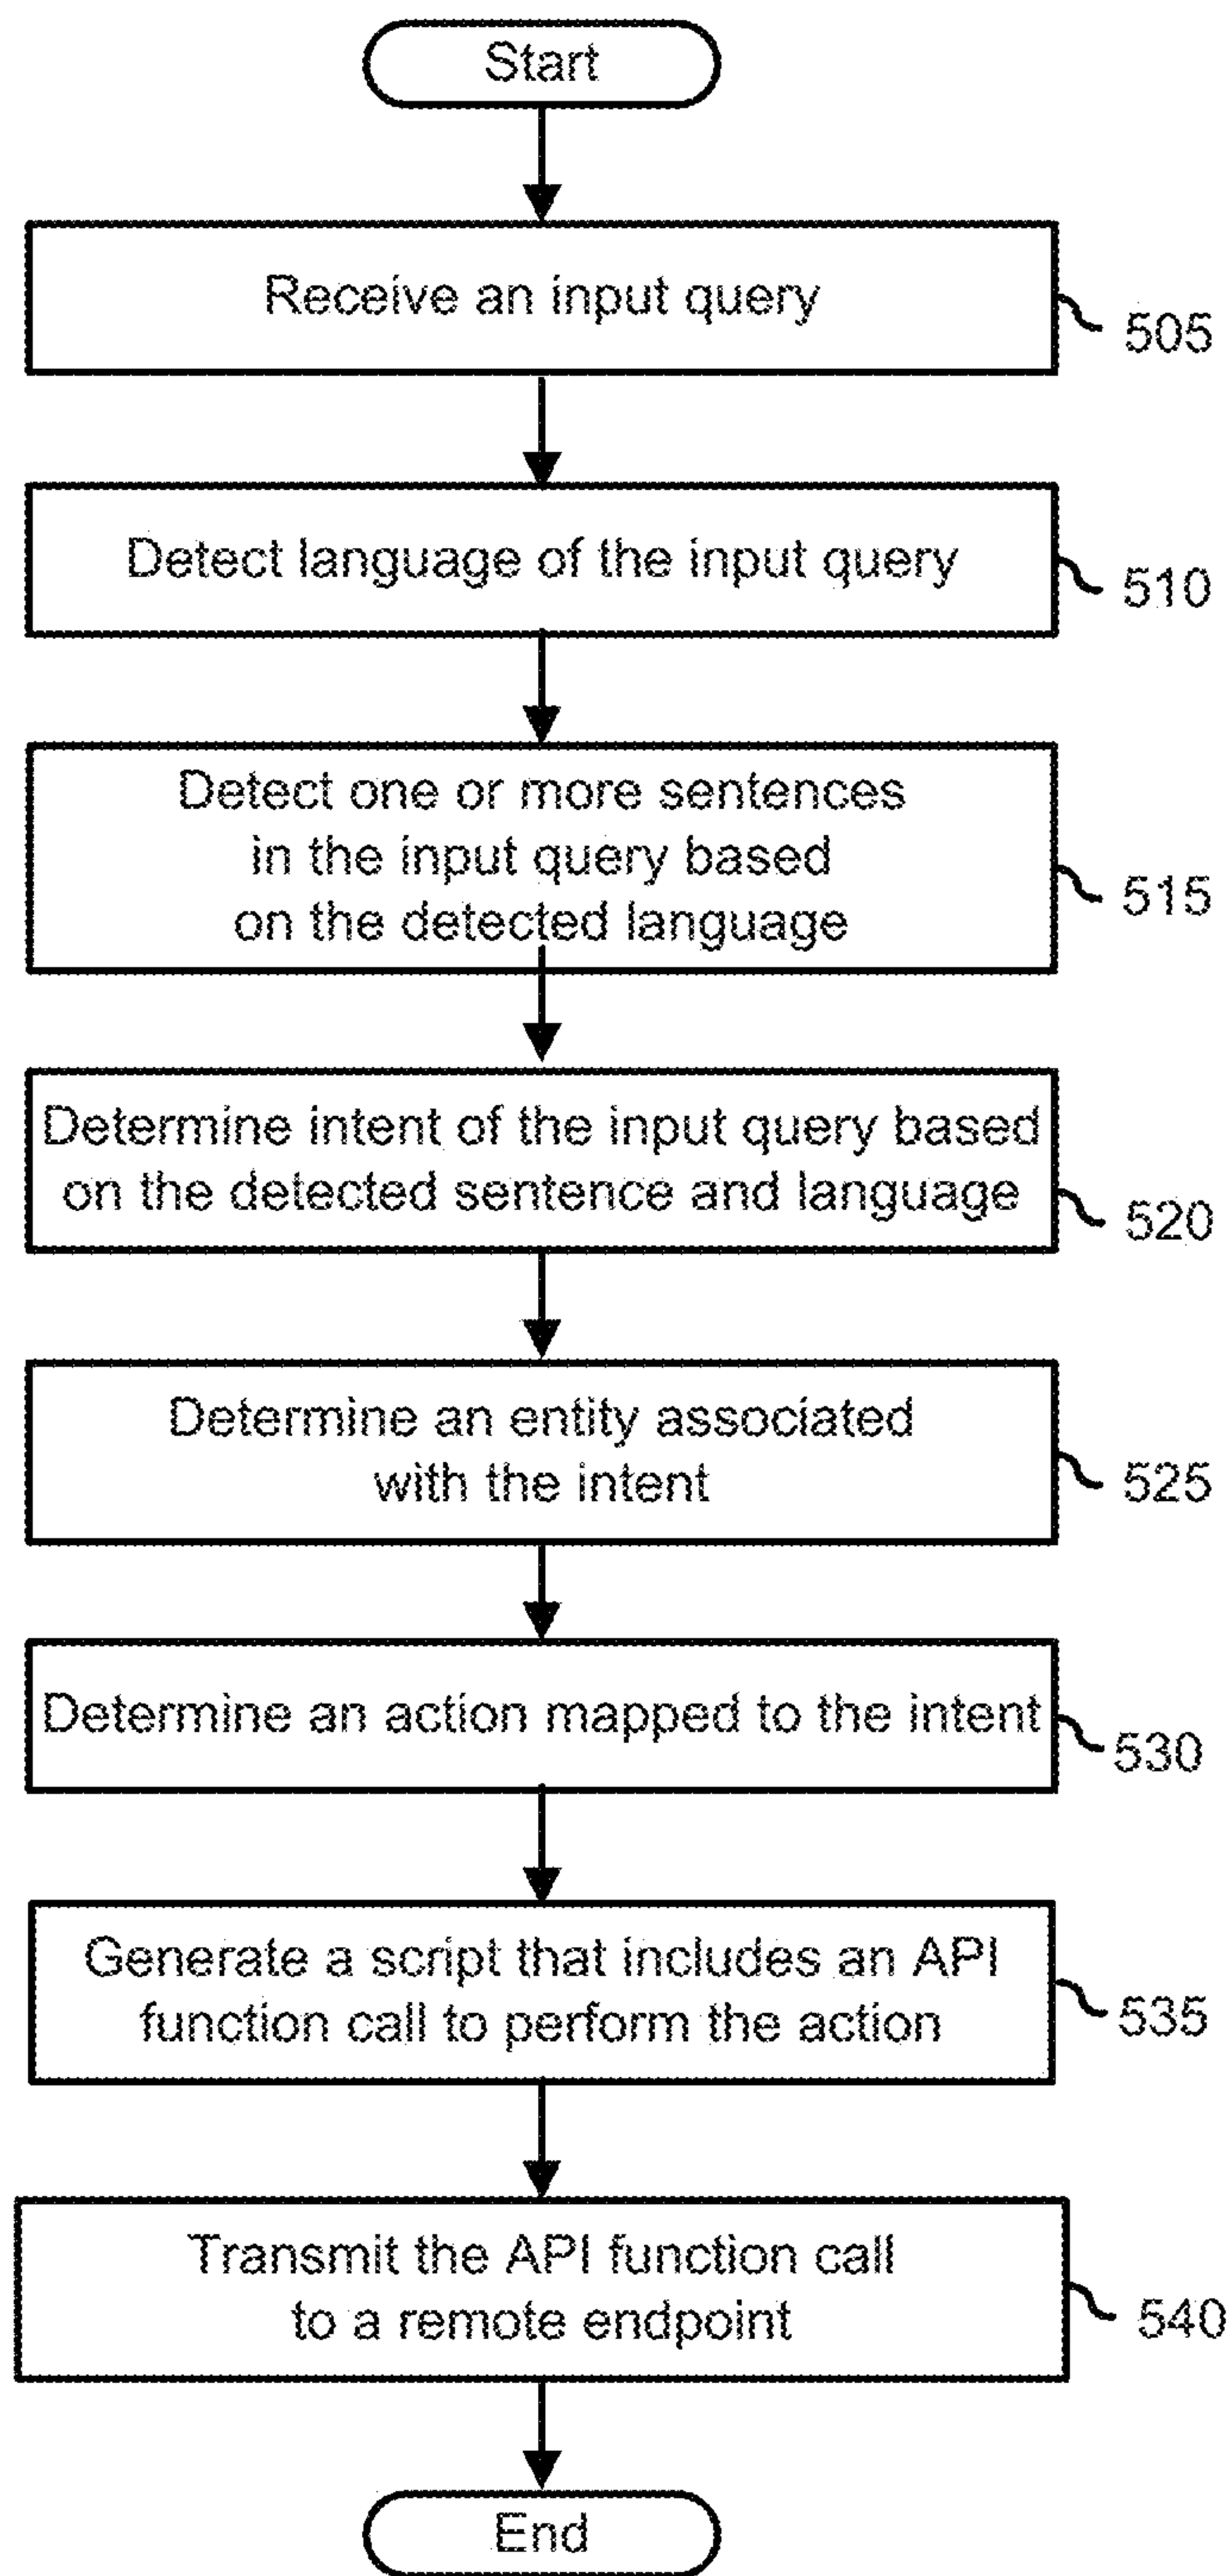 Start
Receive an input query
505
Detect language of the input query
510
Detect one or more sentences
in the input query based
on the detected language
515
Determine intent of the input query based
on the detected sentence and language
520
Determine an entity associated
with the intent
525
Determine an action mapped to the intent
530
Generate a script that includes an API
function call to perform the action
535
Transmit the API function call
to a remote endpoint
540
End